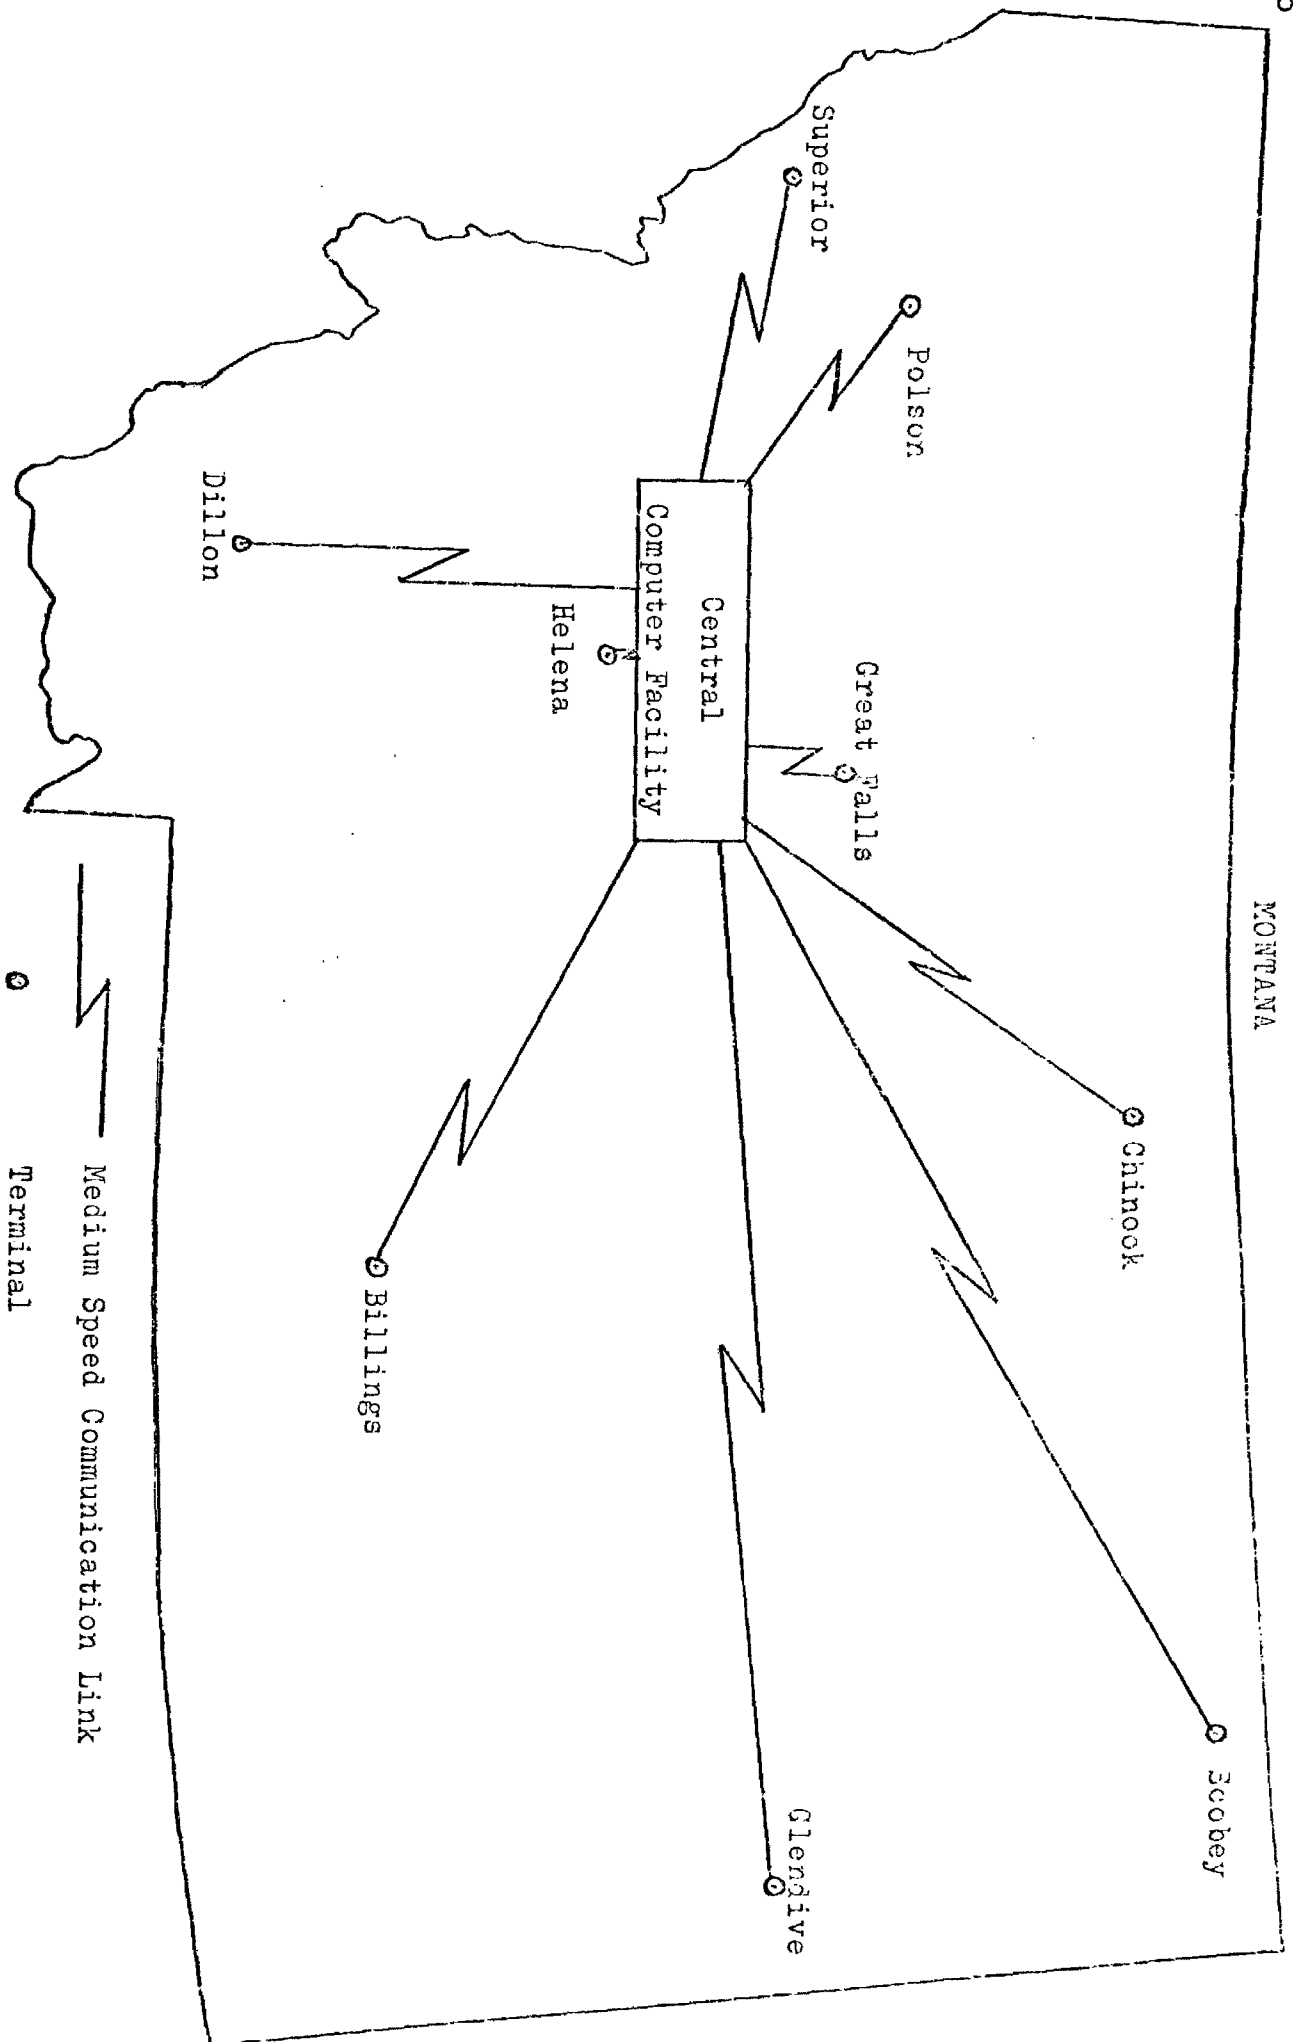 MONTANA
Scobey
Chinook
Polson
Great Falls
Superior
Glendive
Central
Computer Facility
Helena
Billings
Dillon
Medium Speed Communication Link
Terminal